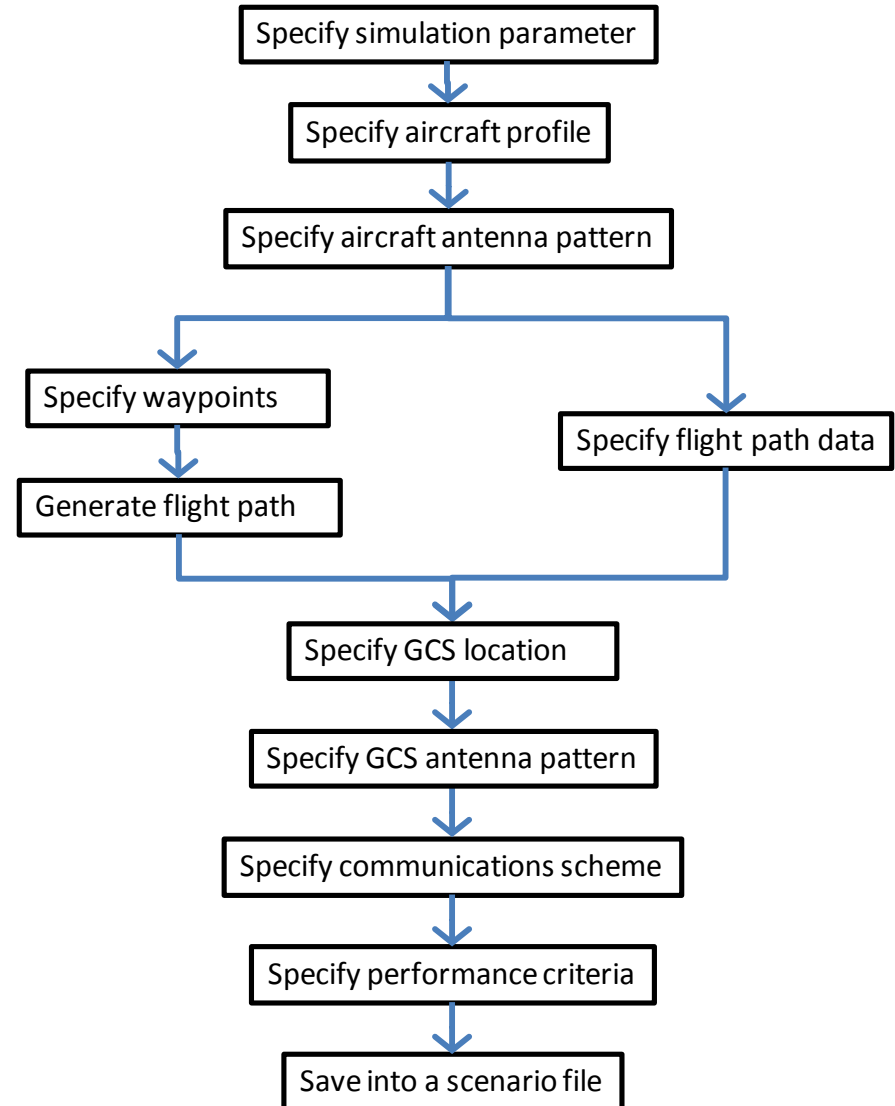 Specify simulation parameter
Specify aircraft profile
Specify aircraft antenna pattern
Specify waypoints
Specify flight path data
Generate flight path
Specify GCS location
Specify GCS antenna pattern
Specify communications scheme
Specify performance criteria
Save into a scenario file